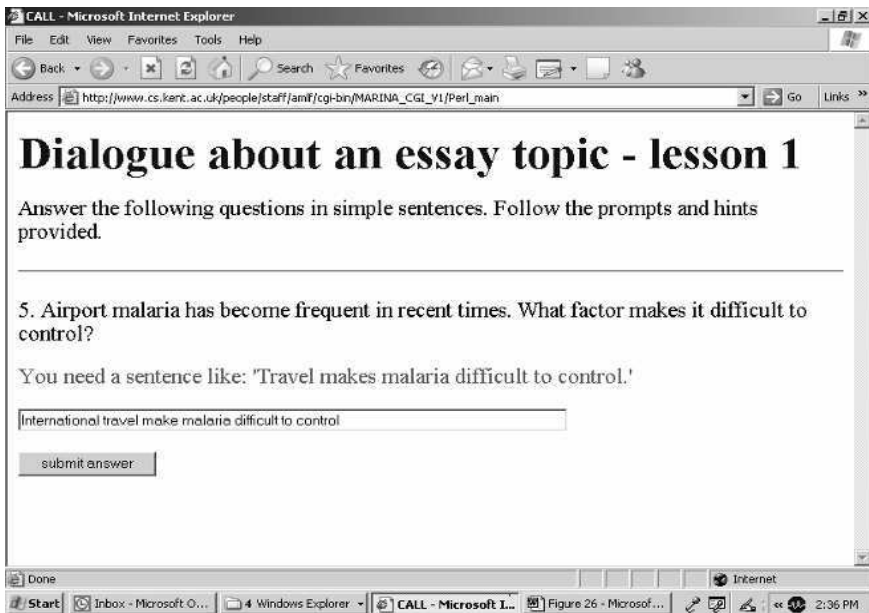 CALL - Microsoft Internet Explorer
File Edit View Favorites Tools Help
Back Search Favorites
Address http://www.cs.kent.ac.uk/people/staff/amif/cgi-bin/MARINA_CGI_V1/Perl_main Go Links »
Dialogue about an essay topic - lesson 1
Answer the following questions in simple sentences. Follow the prompts and hints
provided.
5. Airport malaria has become frequent in recent times. What factor makes it difficult to
control?
You need a sentence like: 'Travel makes malaria difficult to control.'
International travel make malaria difficult to control
submit answer
Done Internet
Start Inbox - Microsoft O... 4 Windows Explorer CALL - Microsoft I... Figure 26 - Microsof... « 2:36 PM